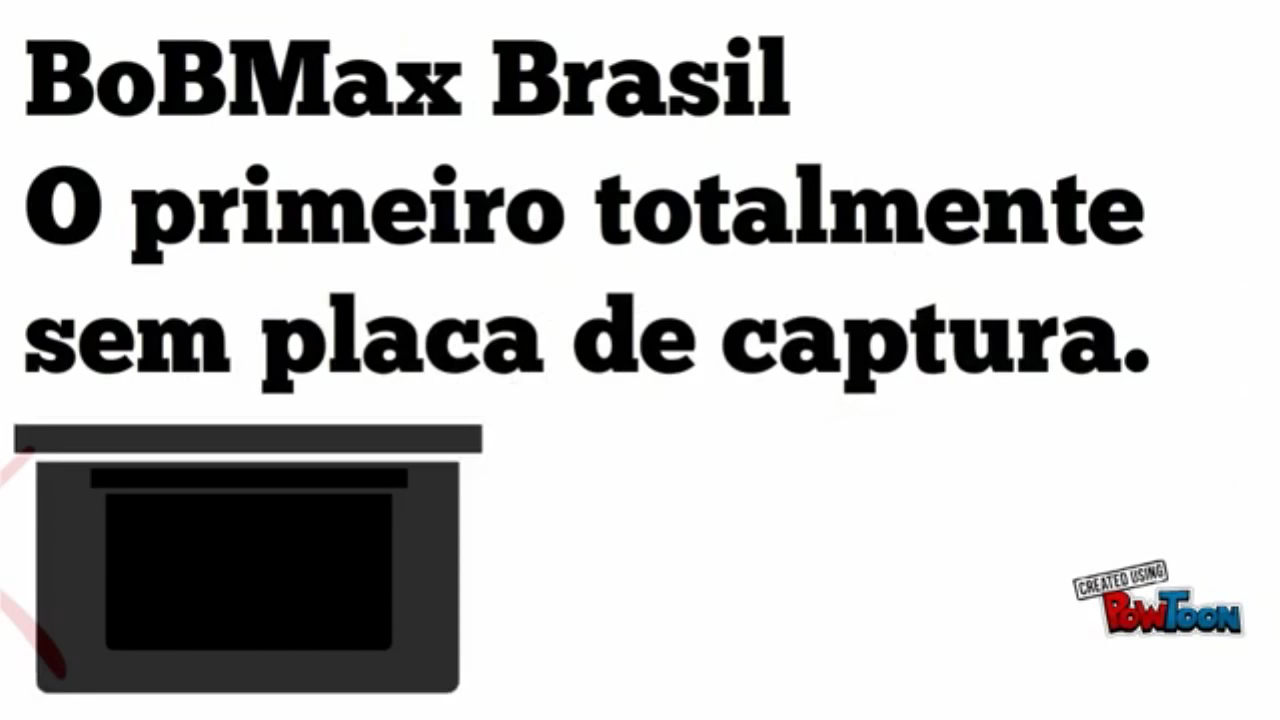 BoBMax Brasil
O primeiro totalmente
sem placa de captura.
CREATED USING
POWTOON